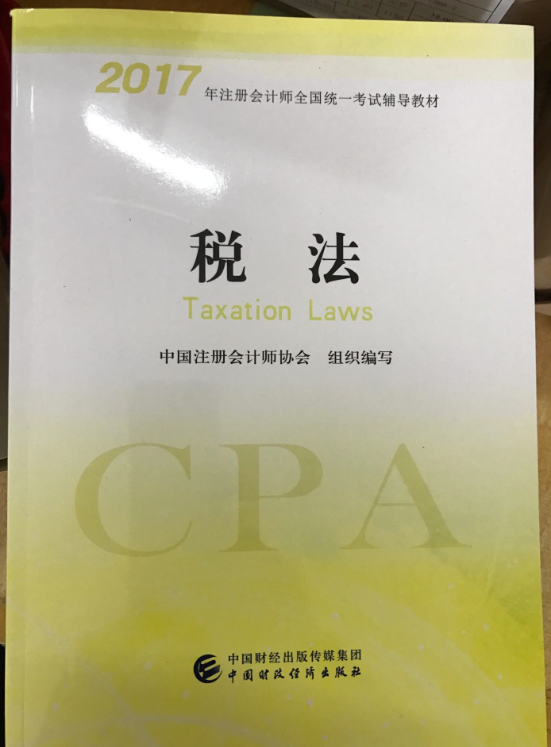 2017年注册会计师全国统一考试辅导教材
税 法
Taxation Laws
中国注册会计师协会 组织编写
CPA
中国财经出版传媒集团
中国财政经济出版社